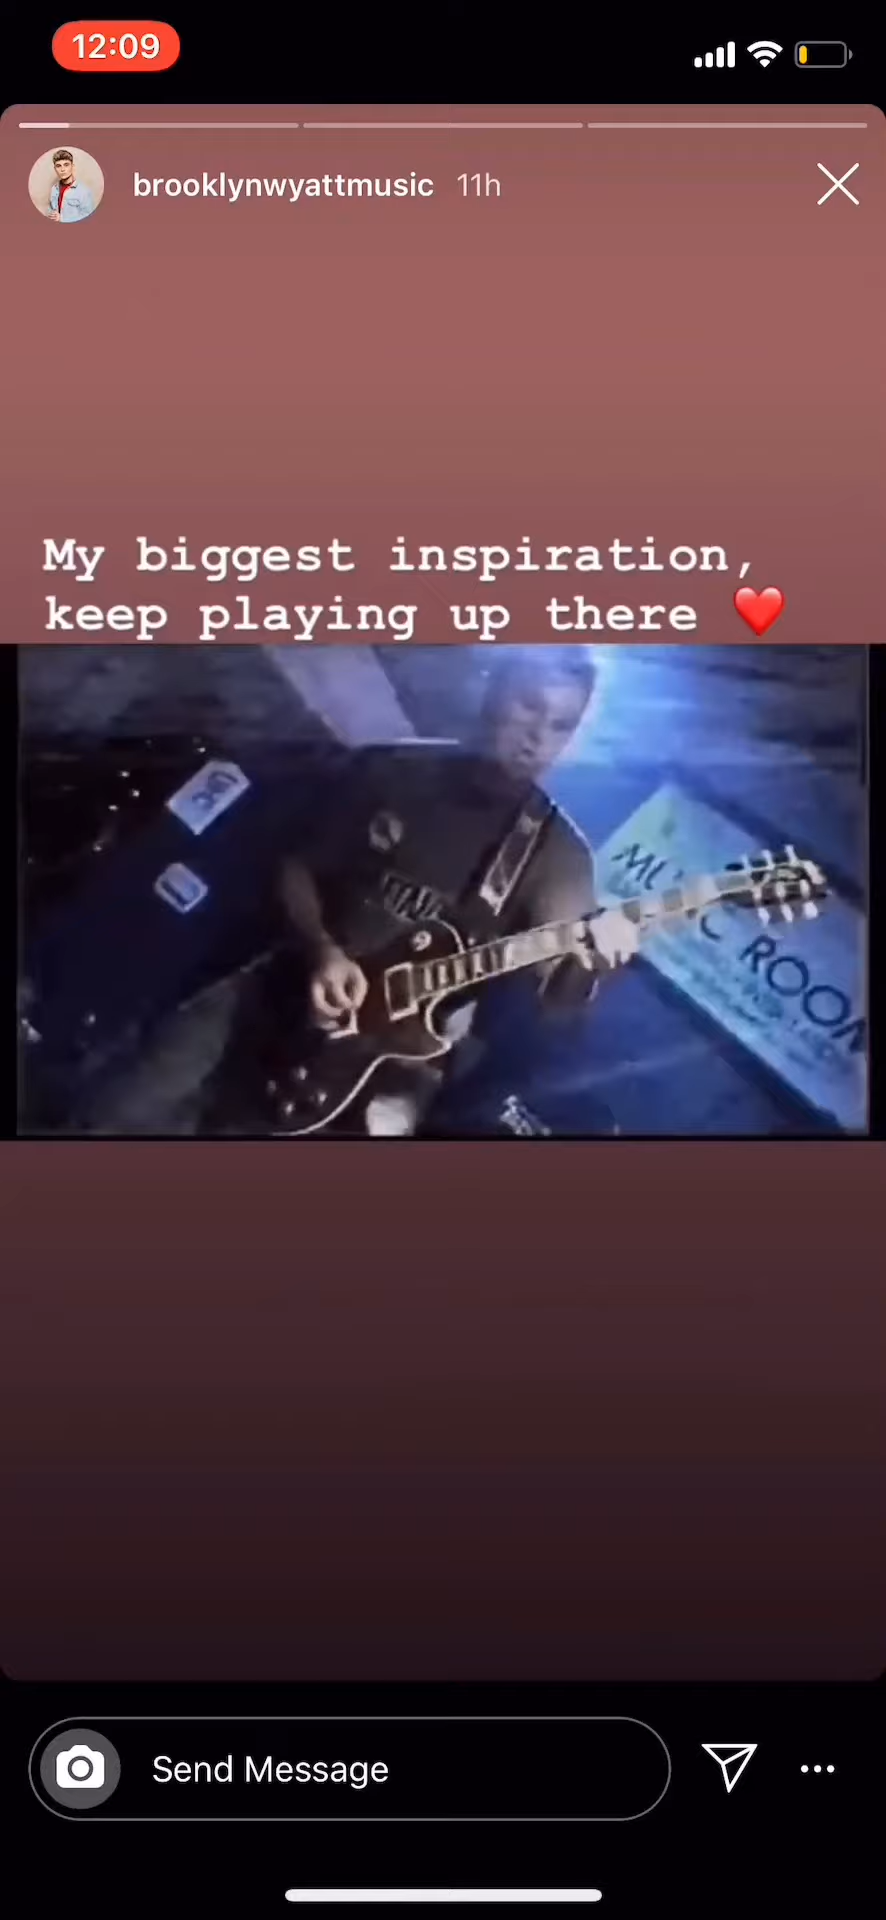 12:09
brooklynwyattmusic 11h
My biggest inspiration,
keep playing up there ❤️
ROOM
Send Message